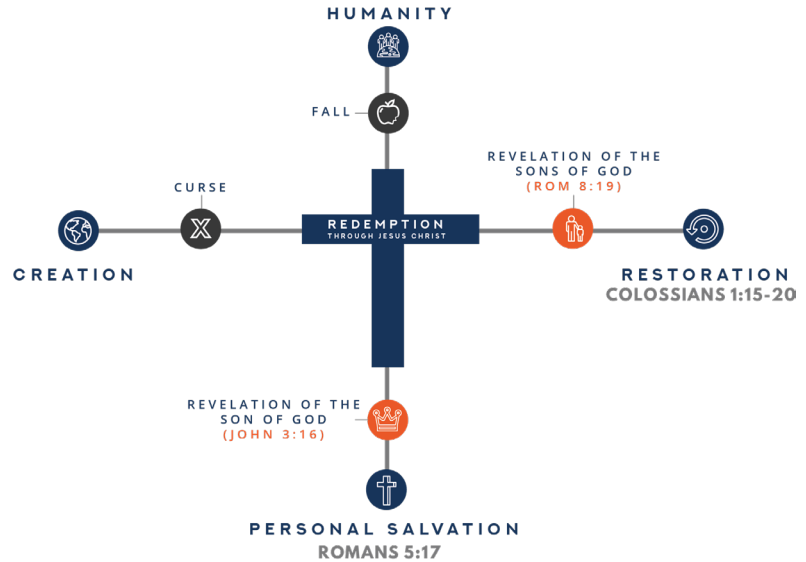 HUMANITY
FALL
REVELATION OF THE
SONS OF GOD
(ROM 8:19)
CURSE
REDEMPTION
THROUGH JESUS CHRIST
CREATION
RESTORATION
COLOSSIANS 1:15-20
REVELATION OF THE
SON OF GOD
(JOHN 3:16)
PERSONAL SALVATION
ROMANS 5:17